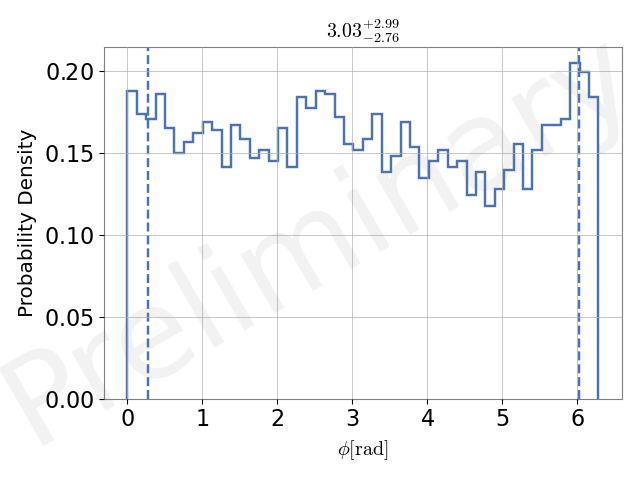 3.03^{+2.99}_{-2.76}
Probability Density
0.20
0.15
0.10
0.05
0.00
0 1 2 3 4 5 6
ϕ[rad]
Preliminary